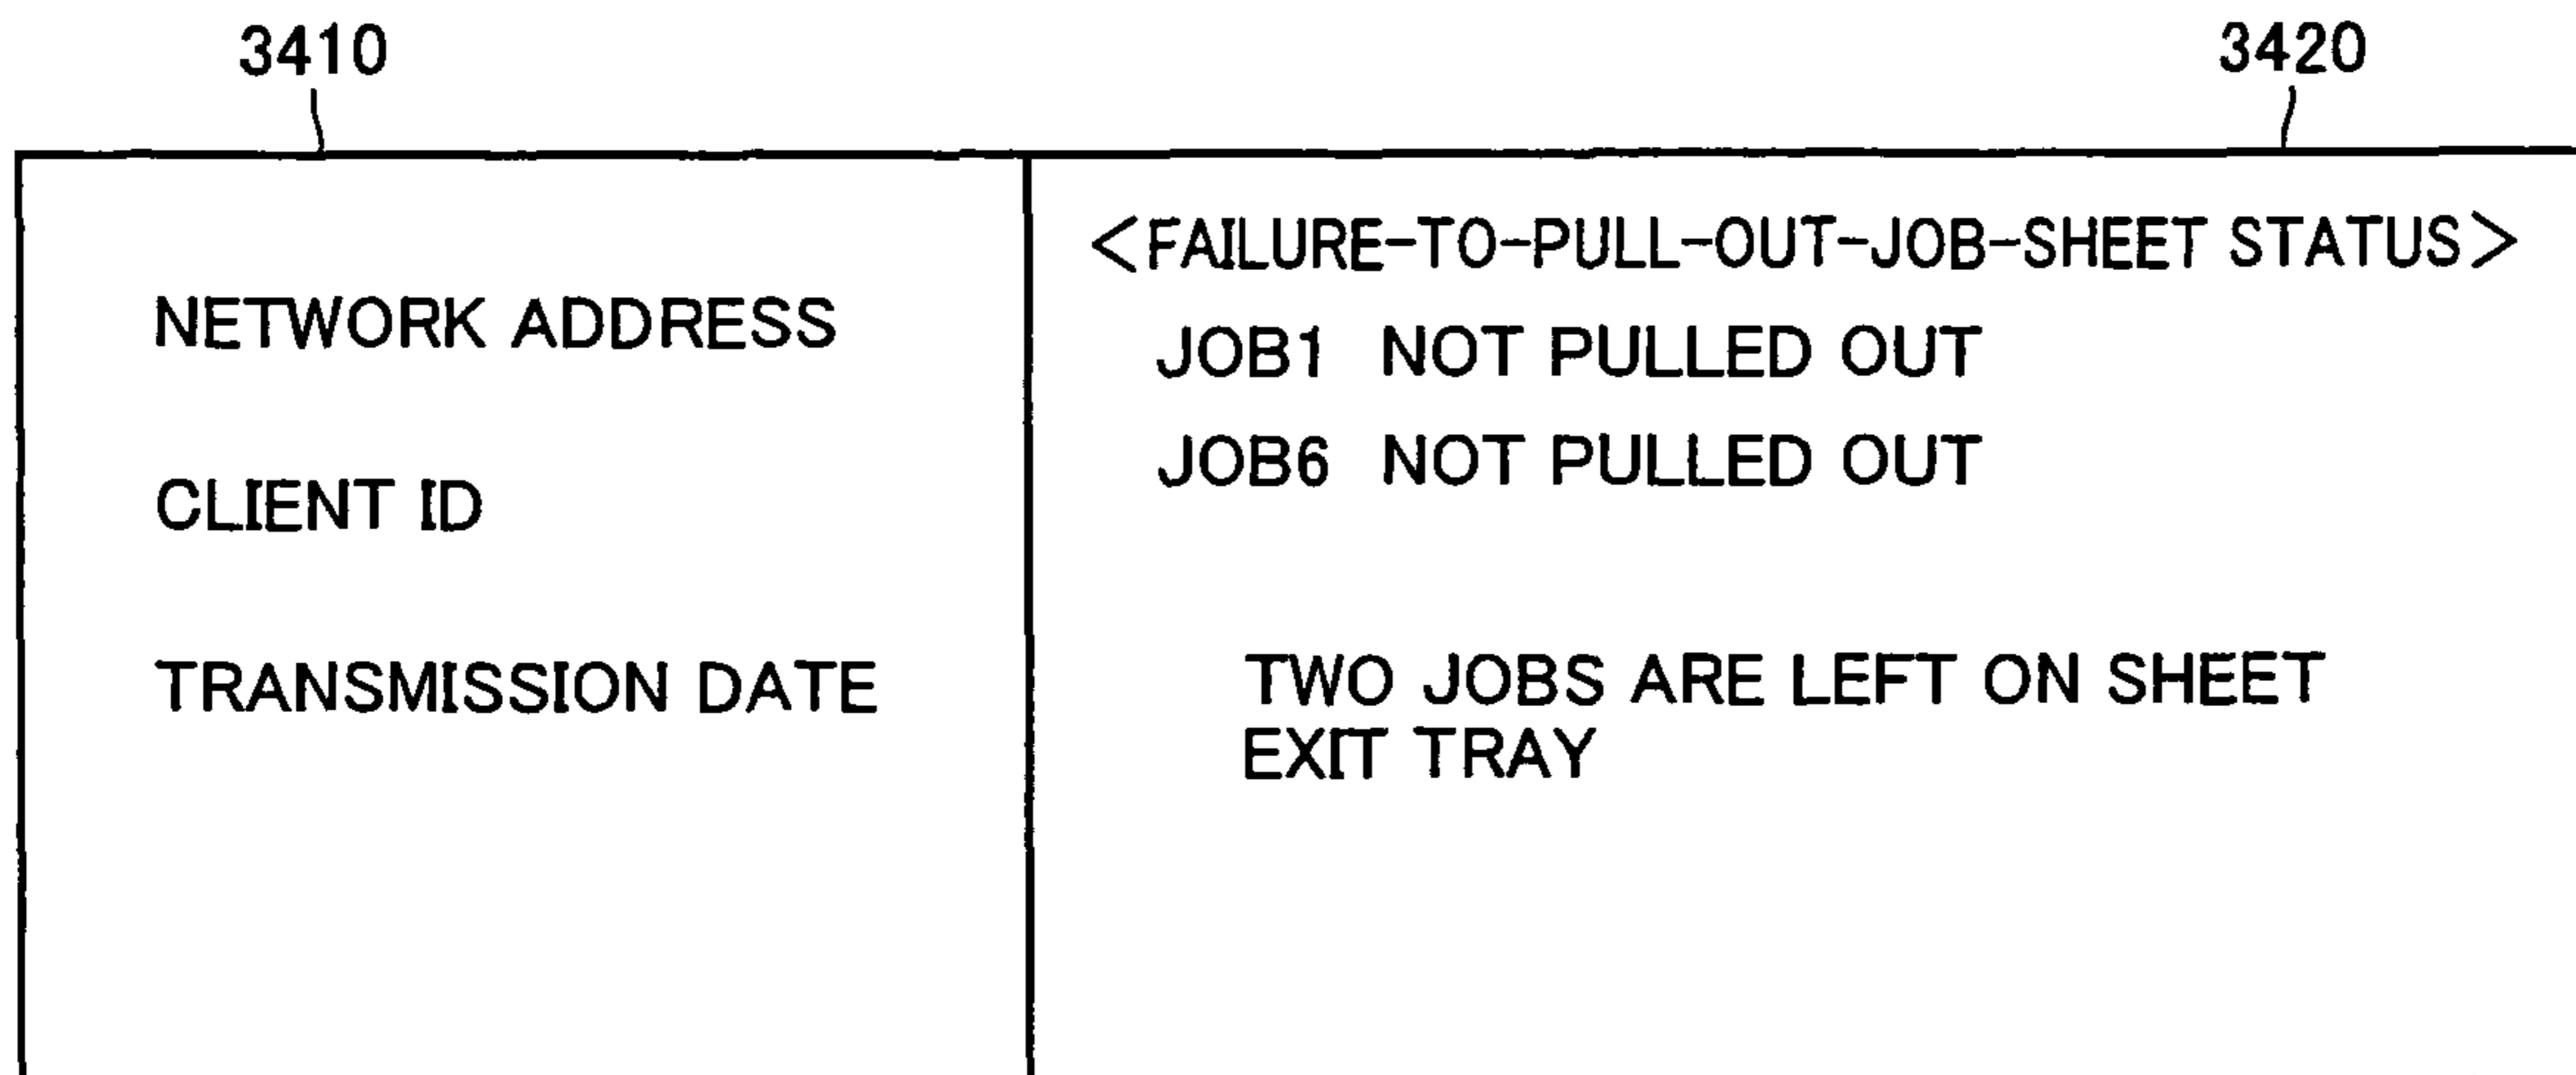 3410
3420
NETWORK ADDRESS
CLIENT ID
TRANSMISSION DATE
<FAILURE-TO-PULL-OUT-JOB-SHEET STATUS>
JOB1 NOT PULLED OUT
JOB6 NOT PULLED OUT
TWO JOBS ARE LEFT ON SHEET
EXIT TRAY